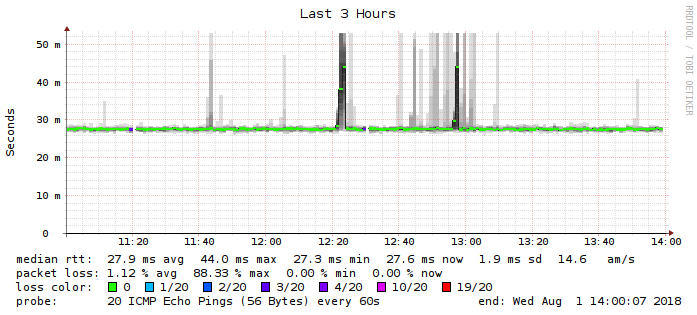 Last 3 Hours
RRDTOOL / TOBI OETIKER
Seconds
50 m
40 m
30 m
20 m
10 m
0
11:20 11:40 12:00 12:20 12:40 13:00 13:20 13:40 14:00
median rtt: 27.9 ms avg 44.0 ms max 27.3 ms min 27.6 ms now 1.9 ms sd 14.6 am/s
packet loss: 1.12 % avg 88.33 % max 0.00 % min 0.00 % now
loss color: 0 1/20 2/20 3/20 4/20 10/20 19/20
probe: 20 ICMP Echo Pings (56 Bytes) every 60s end: Wed Aug 1 14:00:07 2018